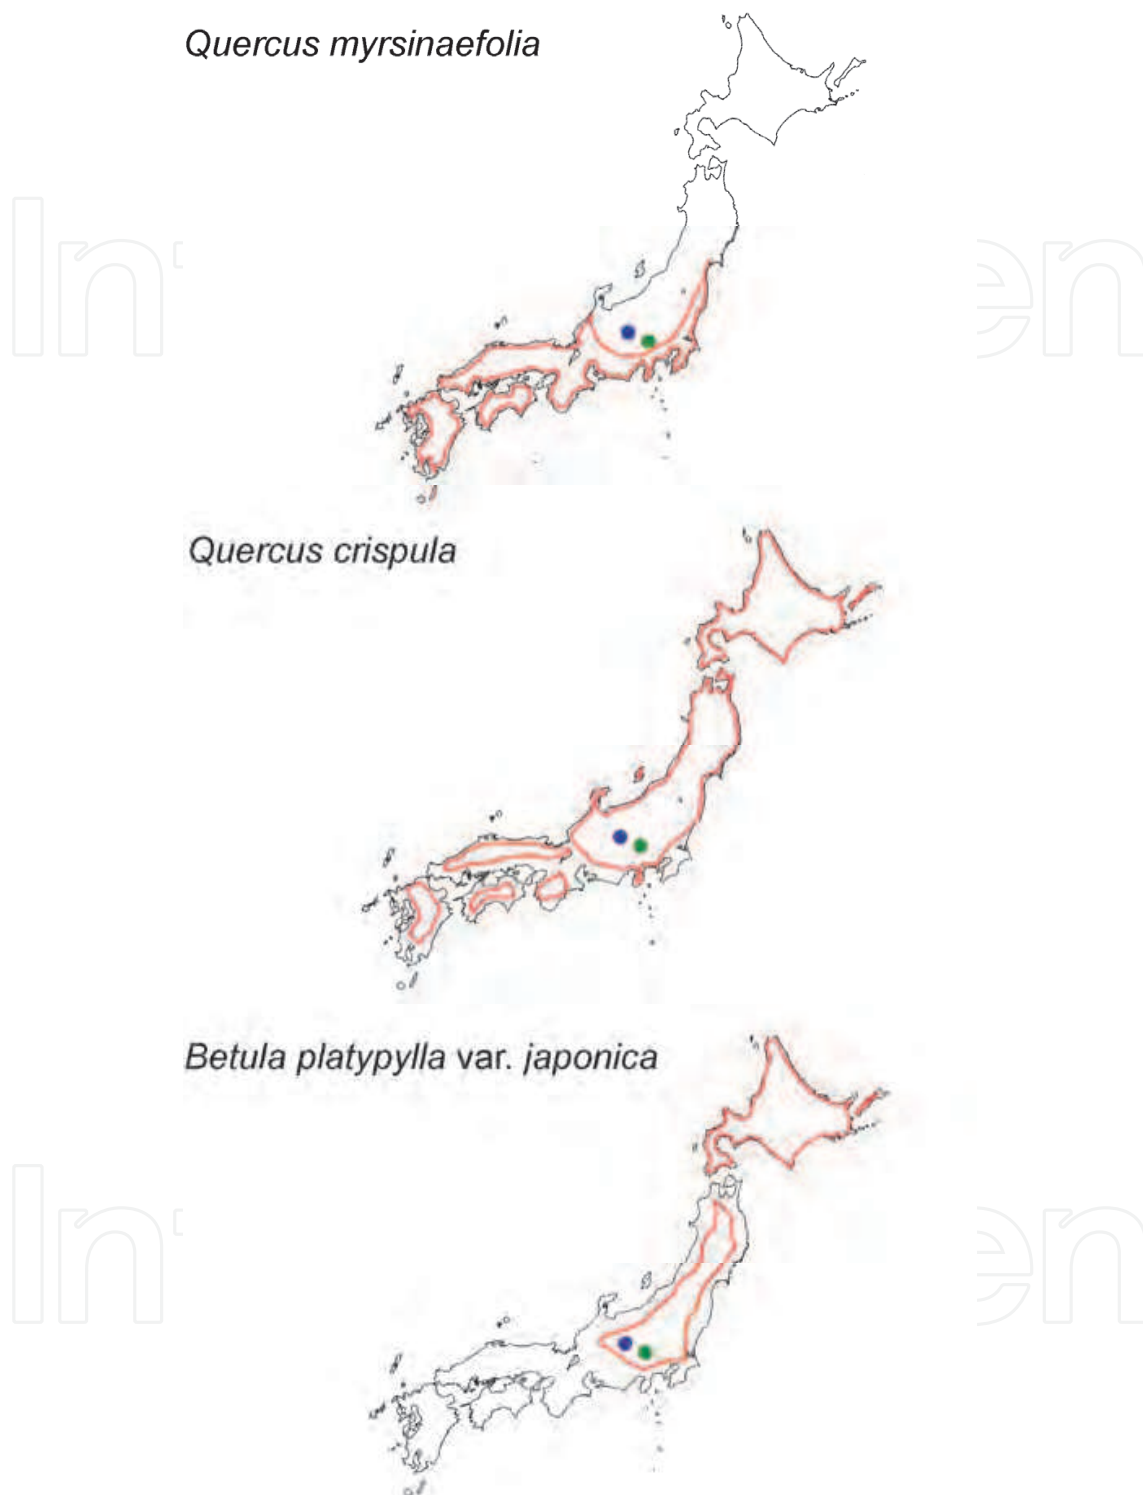 Quercus myrsinaefolia
Quercus crispula
Betula platypylla var. japonica